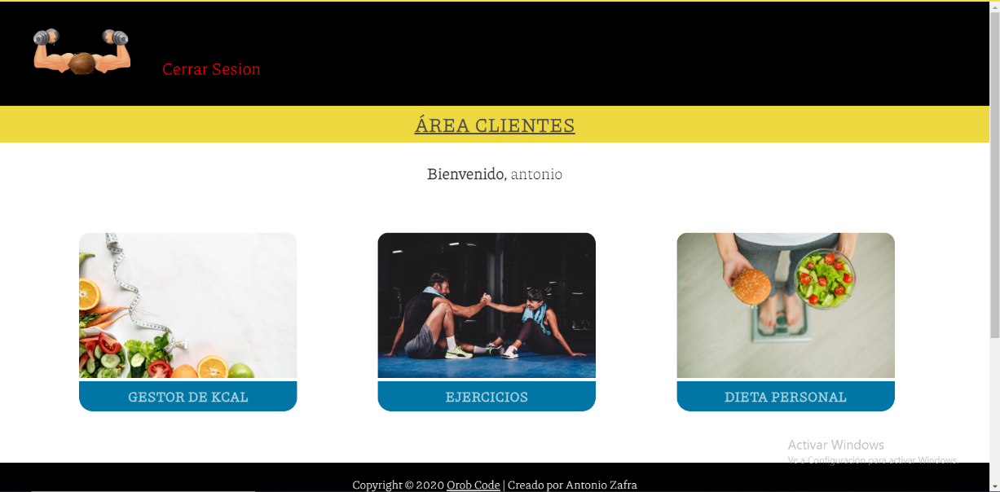 Cerrar Sesion
ÁREA CLIENTES
Bienvenido, antonio
GESTOR DE KCAL
EJERCICIOS
DIETA PERSONAL
Activar Windows
Ve a Configuración para activar Windows.
Copyright © 2020 Orob Code | Creado por Antonio Zafra